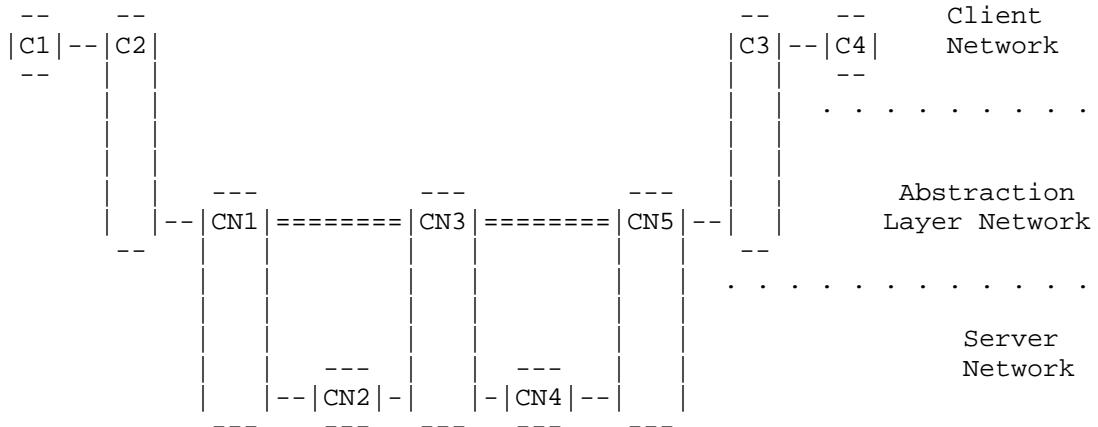 C1 C2 C3 C4 Client
Network
Abstraction
CN1 CN3 CN5 Layer Network
Server
Network
CN2 CN4